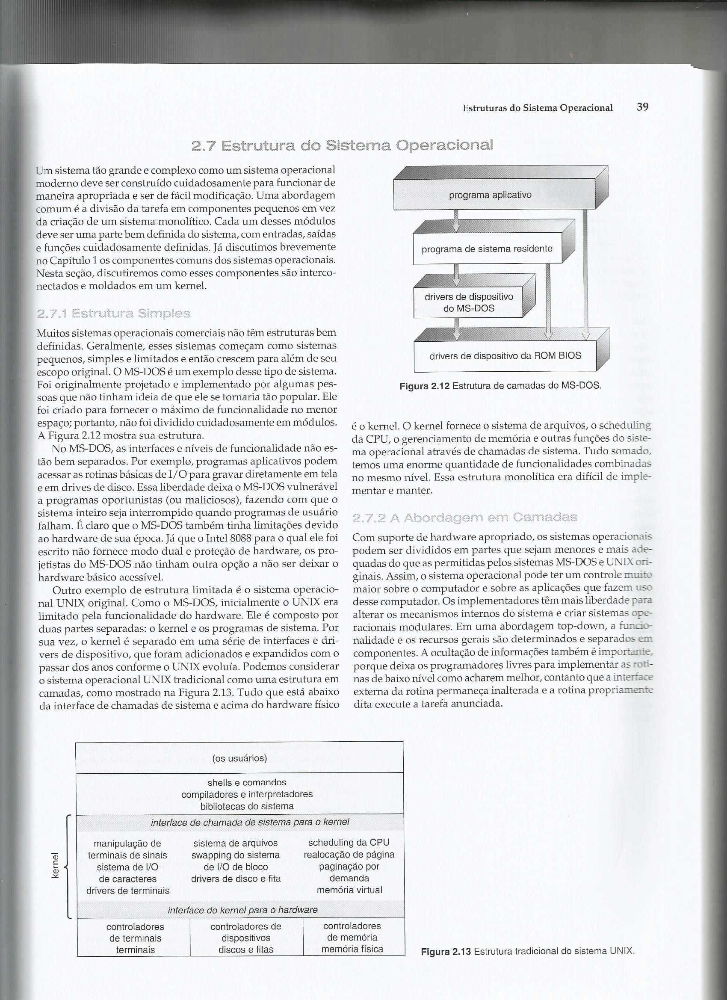 Estruturas do Sistema Operacional 39
2.7 Estrutura do Sistema Operacional
Um sistema tão grande e complexo como um sistema operacional
moderno deve ser construído cuidadosamente para funcionar de
maneira apropriada e ser de fácil modificação. Uma abordagem
comum é a divisão da tarefa em componentes pequenos em vez
da criação de um sistema monolítico. Cada um desses módulos
deve ser uma parte bem definida do sistema, com entradas, saídas
e funções cuidadosamente definidas. Já discutimos brevemente
no Capítulo 1 os componentes comuns dos sistemas operacionais.
Nesta seção, discutiremos como esses componentes são interco-
nectados e moldados em um kernel.
2.7.1 Estrutura Simples
Muitos sistemas operacionais comerciais não têm estruturas bem
definidas. Geralmente, esses sistemas começam como sistemas
pequenos, simples e limitados e então crescem para além de seu
escopo original. O MS-DOS é um exemplo desse tipo de sistema.
Foi originalmente projetado e implementado por algumas pes-
soas que não tinham ideia de que ele se tornaria tão popular. Ele
foi criado para fornecer o máximo de funcionalidade no menor
espaço; portanto, não foi dividido cuidadosamente em módulos.
A Figura 2.12 mostra sua estrutura.
No MS-DOS, as interfaces e níveis de funcionalidade não es-
tão bem separados. Por exemplo, programas aplicativos podem
acessar as rotinas básicas de I/O para gravar diretamente em tela
e em drives de disco. Essa liberdade deixa o MS-DOS vulnerável
a programas oportunistas (ou maliciosos), fazendo com que o
sistema inteiro seja interrompido quando programas de usuário
falham. É claro que o MS-DOS também tinha limitações devido
ao hardware de sua época. Já que o Intel 8088 para o qual ele foi
escrito não fornece modo dual e proteção de hardware, os pro-
jetistas do MS-DOS não tinham outra opção a não ser deixar o
hardware básico acessível.
Outro exemplo de estrutura limitada é o sistema operacio-
nal UNIX original. Como o MS-DOS, inicialmente o UNIX era
limitado pela funcionalidade do hardware. Ele é composto por
duas partes separadas: o kernel e os programas de sistema. Por
sua vez, o kernel é separado em uma série de interfaces e dri-
vers de dispositivo, que foram adicionados e expandidos com o
passar dos anos conforme o UNIX evoluía. Podemos considerar
o sistema operacional UNIX tradicional como uma estrutura em
camadas, como mostrado na Figura 2.13. Tudo que está abaixo
da interface de chamadas de sistema e acima do hardware físico
programa aplicativo
programa de sistema residente
drivers de dispositivo
do MS-DOS
drivers de dispositivo da ROM BIOS
Figura 2.12 Estrutura de camadas do MS-DOS.
é o kernel. O kernel fornece o sistema de arquivos, o scheduling
da CPU, o gerenciamento de memória e outras funções do siste-
ma operacional através de chamadas de sistema. Tudo somado,
temos uma enorme quantidade de funcionalidades combinadas
no mesmo nível. Essa estrutura monolítica era difícil de imple-
mentar e manter.
2.7.2 A Abordagem em Camadas
Com suporte de hardware apropriado, os sistemas operacionais
podem ser divididos em partes que sejam menores e mais ade-
quadas do que as permitidas pelos sistemas MS-DOS e UNIX ori-
ginais. Assim, o sistema operacional pode ter um controle muito
maior sobre o computador e sobre as aplicações que fazem uso
desse computador. Os implementadores têm mais liberdade para
alterar os mecanismos internos do sistema e criar sistemas ope-
racionais modulares. Em uma abordagem top-down, a funcio-
nalidade e os recursos gerais são determinados e separados em
componentes. A ocultação de informações também é importante,
porque deixa os programadores livres para implementar as roti-
nas de baixo nível como acharem melhor, contanto que a interface
externa da rotina permaneça inalterada e a rotina propriamente
dita execute a tarefa anunciada.
(os usuários)
shells e comandos
compiladores e interpretadores
bibliotecas do sistema
interface de chamada de sistema para o kernel
kernel
manipulação de
terminais de sinais
sistema de I/O
de caracteres
drivers de terminais
sistema de arquivos
swapping do sistema
de I/O de bloco
drivers de disco e fita
scheduling da CPU
realocação de página
paginação por
demanda
memória virtual
interface do kernel para o hardware
controladores
de terminais
terminais
controladores de
dispositivos
discos e fitas
controladores
de memória
memória física
Figura 2.13 Estrutura tradicional do sistema UNIX.